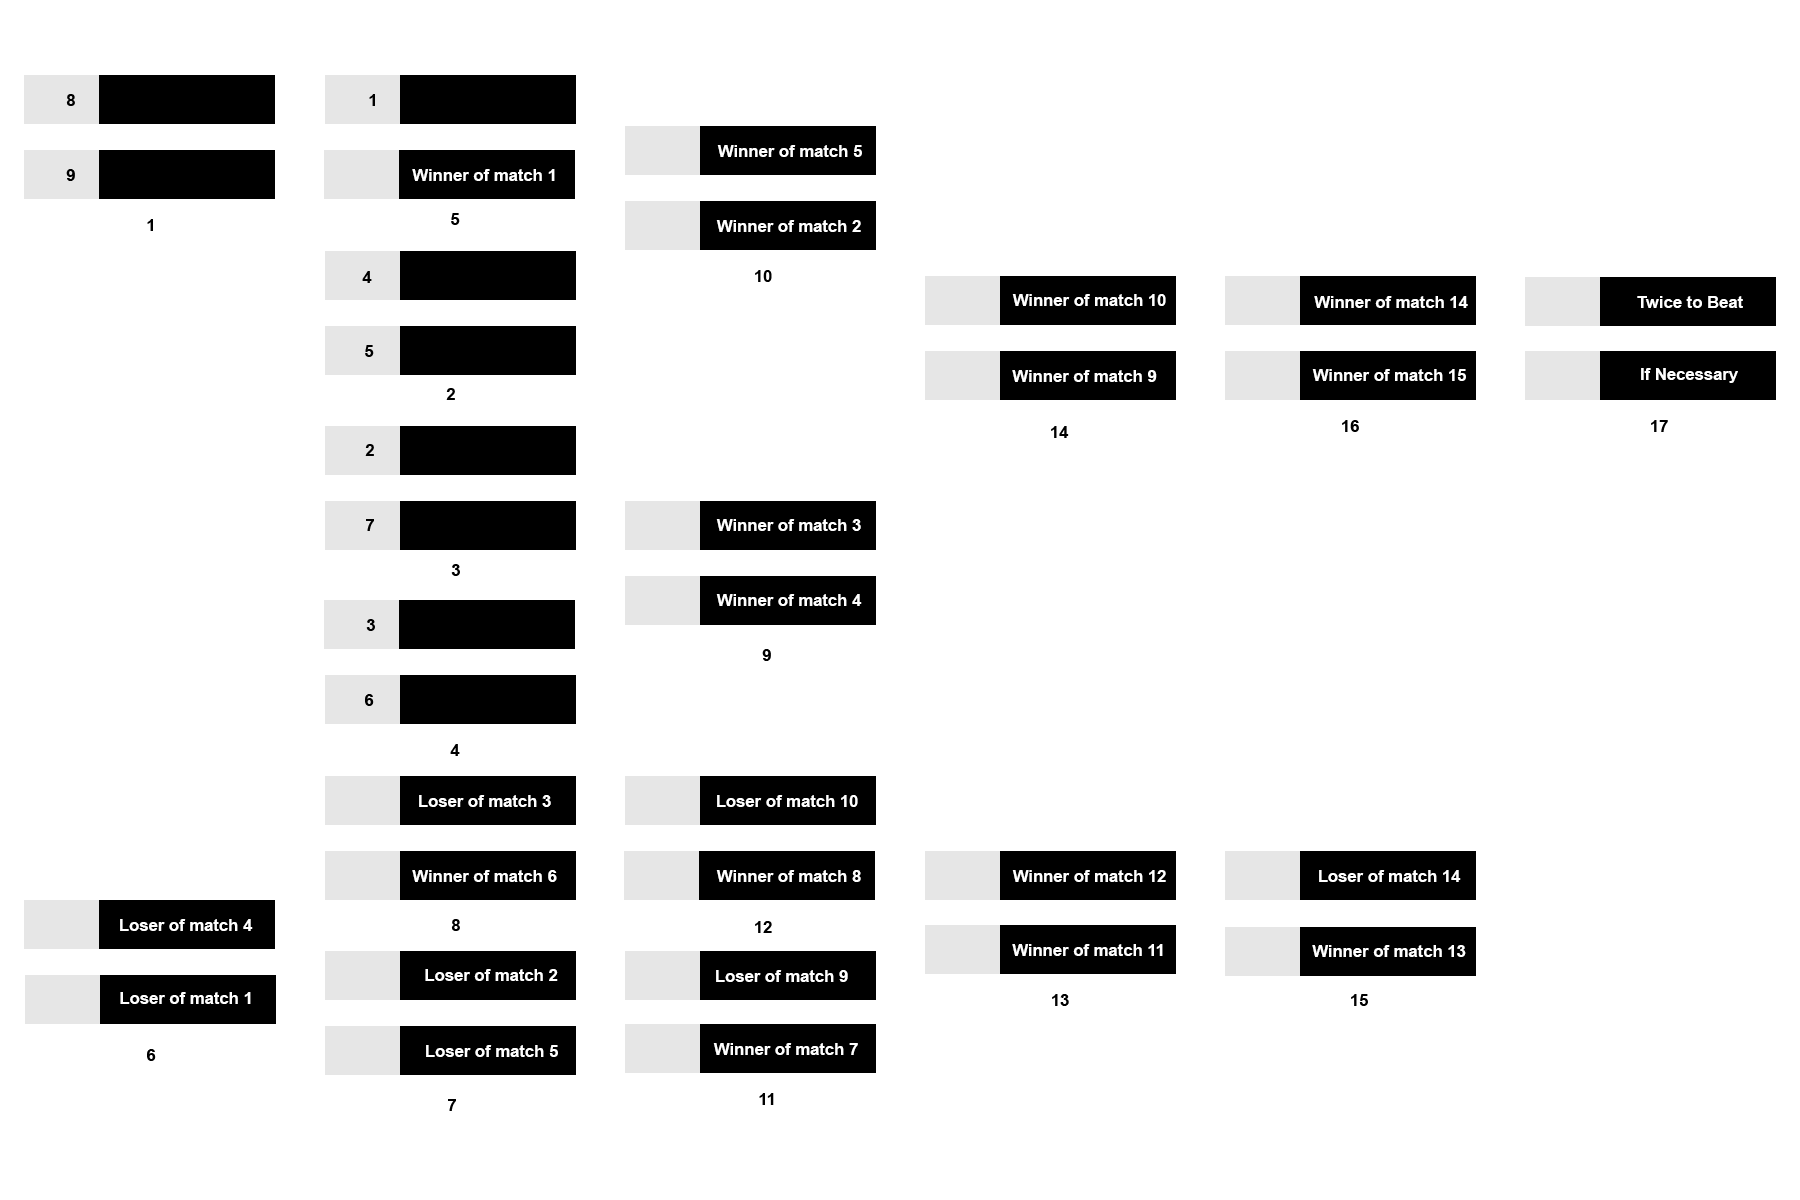 8
9
1
1
Winner of match 1
5
4
5
2
2
7
3
3
6
4
Winner of match 5
Winner of match 2
10
Winner of match 3
Winner of match 4
9
Winner of match 10
Winner of match 9
14
Winner of match 14
Winner of match 15
16
Twice to Beat
If Necessary
17
Loser of match 4
Loser of match 1
6
Loser of match 3
Winner of match 6
8
Loser of match 2
Loser of match 5
7
Loser of match 10
Winner of match 8
12
Loser of match 9
Winner of match 7
11
Winner of match 12
Winner of match 11
13
Loser of match 14
Winner of match 13
15